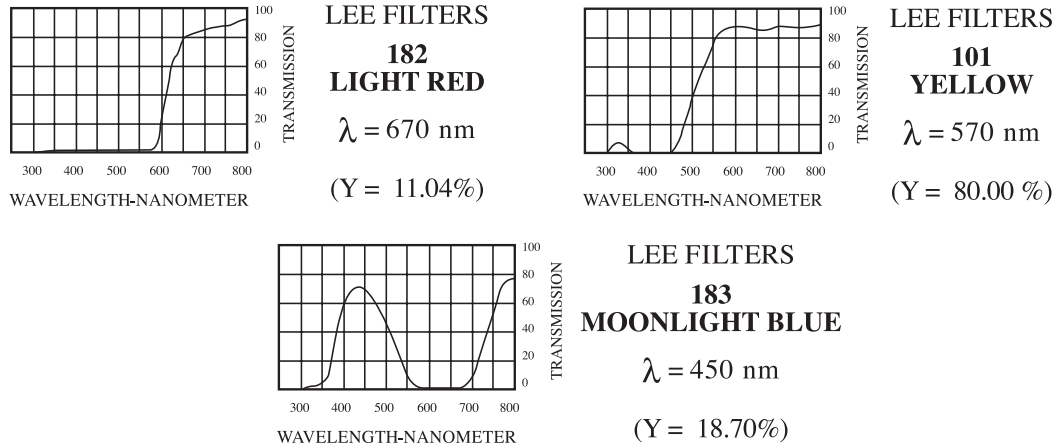 100
80
60
40
20
0
TRANSMISSION
300 400 500 600 700 800
WAVELENGTH-NANOMETER
LEE FILTERS
182
LIGHT RED
λ = 670 nm
(Y = 11.04%)
100
80
60
40
20
0
TRANSMISSION
300 400 500 600 700 800
WAVELENGTH-NANOMETER
LEE FILTERS
101
YELLOW
λ = 570 nm
(Y = 80.00 %)
100
80
60
40
20
0
TRANSMISSION
300 400 500 600 700 800
WAVELENGTH-NANOMETER
LEE FILTERS
183
MOONLIGHT BLUE
λ = 450 nm
(Y = 18.70%)